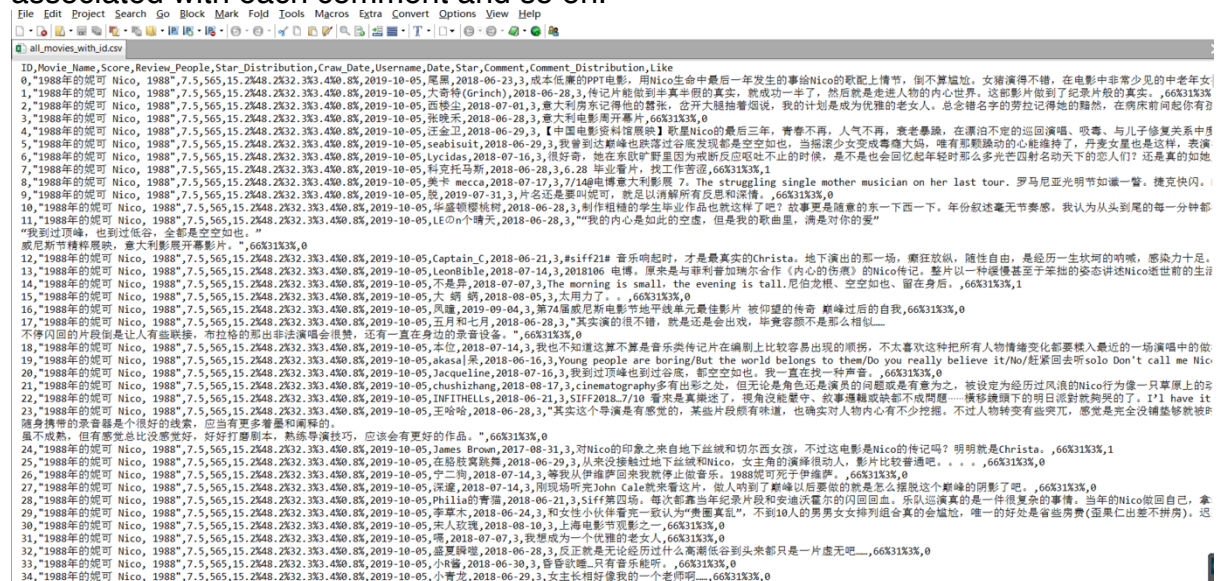 associated with each comment and so on.
File Edit Project Search Go Block Mark Fold Tools Macros Extra Convert Options View Help
all_movies_with_id.csv
ID,Movie_Name,Score,Review_People,Star_Distribution,Craw_Date,Username,Date,Star,Comment,Comment_Distribution,Like
0,"1988年的妮可 Nico, 1988",7.5,565,15.2%48.2%32.3%3.4%0.8%,2019-10-05,尾黑,2018-06-23,3,成本低廉的PPT电影，用Nico生命中最后一年发生的事给Nico的歌配上情节，倒不算尴尬。女猪演得不错，在电影中非常少见的中老年女
1,"1988年的妮可 Nico, 1988",7.5,565,15.2%48.2%32.3%3.4%0.8%,2019-10-05,大奇特(Grinch),2018-06-28,3,传记片能做到半真半假的真实，就成功一半了，然后就是走进人物的内心世界。这部影片做到了纪录片般的真实。,66%31%3%,0
2,"1988年的妮可 Nico, 1988",7.5,565,15.2%48.2%32.3%3.4%0.8%,2019-10-05,西楼尘,2018-07-01,3,意大利房东记得他的嚣张，岔开大腿抽着烟说，我的计划是成为优雅的老女人。总念错名字的劳拉记得她的黯然，在病床前问起你有
3,"1988年的妮可 Nico, 1988",7.5,565,15.2%48.2%32.3%3.4%0.8%,2019-10-05,张晚禾,2018-06-28,3,意大利电影周开幕片,66%31%3%,0
4,"1988年的妮可 Nico, 1988",7.5,565,15.2%48.2%32.3%3.4%0.8%,2019-10-05,汪金卫,2018-06-29,3,【中国电影资料馆展映】歌星Nico的最后三年，青春不再，人气不再，衰老暴躁，在漂泊不定的巡回演唱、吸毒、与儿子修复关系中度
5,"1988年的妮可 Nico, 1988",7.5,565,15.2%48.2%32.3%3.4%0.8%,2019-10-05,seabisuit,2018-06-29,3,我曾到达巅峰也跌落过谷底发现都是空空如也，当摇滚少女变成毒瘾大妈，唯有那颗躁动的心能维持了，丹麦女星也是这样，表演
6,"1988年的妮可 Nico, 1988",7.5,565,15.2%48.2%32.3%3.4%0.8%,2019-10-05,Lycidas,2018-07-16,3,很好奇，她在东欧旷野里因为戒断反应呕吐不止的时候，是不是也会回忆起年轻时那么多光芒四射名动天下的恋人们？还是真的如她
7,"1988年的妮可 Nico, 1988",7.5,565,15.2%48.2%32.3%3.4%0.8%,2019-10-05,科克托马斯,2018-06-28,3,6.28 毕业看片，找工作苦涩,66%31%3%,1
8,"1988年的妮可 Nico, 1988",7.5,565,15.2%48.2%32.3%3.4%0.8%,2019-10-05,美卡 mecca,2018-07-17,3,7/14@电博意大利影展 7. The struggling single mother musician on her last tour. 罗马尼亚光明节如谶一瞥。捷克快闪。
9,"1988年的妮可 Nico, 1988",7.5,565,15.2%48.2%32.3%3.4%0.8%,2019-10-05,脱,2019-07-31,3,片名还是要叫妮可，就足以消解所有反思和深情。,66%31%3%,0
10,"1988年的妮可 Nico, 1988",7.5,565,15.2%48.2%32.3%3.4%0.8%,2019-10-05,华盛顿樱桃树,2018-06-28,3,制作粗糙的学生毕业作品也就这样了吧？故事更是随意的东一下西一下。年份叙述毫无节奏感。我认为从头到尾的每一分钟都
11,"1988年的妮可 Nico, 1988",7.5,565,15.2%48.2%32.3%3.4%0.8%,2019-10-05,LEの n个晴天,2018-06-28,3,"“我的内心是如此的空虚，但是我的歌曲里，满是对你的爱”
“我到过顶峰，也到过低谷，全都是空空如也。”
威尼斯节精粹展映，意大利影展开幕影片。",66%31%3%,0
12,"1988年的妮可 Nico, 1988",7.5,565,15.2%48.2%32.3%3.4%0.8%,2019-10-05,Captain_C,2018-06-21,3,#siff21# 音乐响起时，才是最真实的Christa。地下演出的那一场，癫狂放纵，随性自由，是经历一生坎坷的呐喊，感染力十足。
13,"1988年的妮可 Nico, 1988",7.5,565,15.2%48.2%32.3%3.4%0.8%,2019-10-05,LeonBible,2018-07-14,3,2018106 电博。原来是与菲利普加瑞尔合作《内心的伤痕》的Nico传记。整片以一种缓慢甚至于笨拙的姿态讲述Nico逝世前的生活
14,"1988年的妮可 Nico, 1988",7.5,565,15.2%48.2%32.3%3.4%0.8%,2019-10-05,不是异,2018-07-07,3,The morning is small, the evening is tall.尼伯龙根、空空如也、留在身后。,66%31%3%,1
15,"1988年的妮可 Nico, 1988",7.5,565,15.2%48.2%32.3%3.4%0.8%,2019-10-05,大 蛃 蛃,2018-08-05,3,太用力了。。,66%31%3%,0
16,"1988年的妮可 Nico, 1988",7.5,565,15.2%48.2%32.3%3.4%0.8%,2019-10-05,凤瞳,2019-09-04,3,第74届威尼斯电影节地平线单元最佳影片 被仰望的传奇 巅峰过后的自我,66%31%3%,0
17,"1988年的妮可 Nico, 1988",7.5,565,15.2%48.2%32.3%3.4%0.8%,2019-10-05,五月和七月,2018-06-28,3,"其实演的很不错，就是还是会出戏，毕竟容颜不是那么相似……
不停闪回的片段倒是让人有些联接，布拉格的那出非法演唱会很赞，还有一直在身边的录音设备。",66%31%3%,0
18,"1988年的妮可 Nico, 1988",7.5,565,15.2%48.2%32.3%3.4%0.8%,2019-10-05,本位,2018-07-14,3,我也不知道这算不算是音乐类传记片在编剧上比较容易出现的顺拐，不太喜欢这种把所有人物情绪变化都要揉入最近的一场演唱中的做
19,"1988年的妮可 Nico, 1988",7.5,565,15.2%48.2%32.3%3.4%0.8%,2019-10-05,akasa|呆,2018-06-16,3,Young people are boring/But the world belongs to them/Do you really believe it/No/赶紧回去听solo Don't call me Nic
20,"1988年的妮可 Nico, 1988",7.5,565,15.2%48.2%32.3%3.4%0.8%,2019-10-05,Jacqueline,2018-07-16,3,我到过顶峰也到过谷底，都空空如也。我一直在找一种声音。,66%31%3%,0
21,"1988年的妮可 Nico, 1988",7.5,565,15.2%48.2%32.3%3.4%0.8%,2019-10-05,chushizhang,2018-08-17,3,cinematography多有出彩之处，但无论是角色还是演员的问题或是有意为之，被设定为经历过风浪的Nico行为像一只草原上的
22,"1988年的妮可 Nico, 1988",7.5,565,15.2%48.2%32.3%3.4%0.8%,2019-10-05,INFITHELLs,2018-06-21,3,SIFF2018…7/10 看来是真樂迷了，視角沒能嚴守、敘事邏輯或缺都不成問題……橫移鏡頭下的明日派對就夠哭的了。I'l have it
23,"1988年的妮可 Nico, 1988",7.5,565,15.2%48.2%32.3%3.4%0.8%,2019-10-05,王哈哈,2018-06-28,3,"其实这个导演是有感觉的，某些片段颇有味道，也确实对人物内心有不少挖掘。不过人物转变有些突兀，感觉是完全没铺垫够就被
随身携带的录音器是个很好的线索，应当有更多着墨和阐释的。
虽不成熟，但有感觉总比没感觉好，好好打磨剧本，熟练导演技巧，应该会有更好的作品。",66%31%3%,0
24,"1988年的妮可 Nico, 1988",7.5,565,15.2%48.2%32.3%3.4%0.8%,2019-10-05,James Brown,2017-08-31,3,对Nico的印象之来自地下丝绒和切尔西女孩，不过这电影是Nico的传记吗？明明就是Christa。,66%31%3%,1
25,"1988年的妮可 Nico, 1988",7.5,565,15.2%48.2%32.3%3.4%0.8%,2019-10-05,在胳肢窝跳舞,2018-06-29,3,从来没接触过地下丝绒和Nico，女主角的演绎很动人，影片比较普通吧。。。。,66%31%3%,0
26,"1988年的妮可 Nico, 1988",7.5,565,15.2%48.2%32.3%3.4%0.8%,2019-10-05,宁二狗,2018-07-14,3,等我从伊维萨回来我就停止做音乐。1988妮可死于伊维萨。,66%31%3%,0
27,"1988年的妮可 Nico, 1988",7.5,565,15.2%48.2%32.3%3.4%0.8%,2019-10-05,深邃,2018-07-14,3,刚现场听完John Cale就来看这片，做人哟到了巅峰以后要做的就是怎么摆脱这个巅峰的阴影了吧。,66%31%3%,0
28,"1988年的妮可 Nico, 1988",7.5,565,15.2%48.2%32.3%3.4%0.8%,2019-10-05,Philia的青猫,2018-06-21,3,Siff第四场。每次都靠当年纪录片段和安迪沃霍尔的闪回回血。乐队巡演真的是一件很复杂的事情。当年的Nico做回自己，拿
29,"1988年的妮可 Nico, 1988",7.5,565,15.2%48.2%32.3%3.4%0.8%,2019-10-05,李草木,2018-06-24,3,和女性小伙伴看完一致认为“贵圈真乱”，不到10人的男男女女排列组合真的会尴尬，唯一的好处是省些房费(歪果仁出差不拼房)。迟
30,"1988年的妮可 Nico, 1988",7.5,565,15.2%48.2%32.3%3.4%0.8%,2019-10-05,宋人玫瑰,2018-08-10,3,上海电影节观影之一,66%31%3%,0
31,"1988年的妮可 Nico, 1988",7.5,565,15.2%48.2%32.3%3.4%0.8%,2019-10-05,嗝,2018-07-07,3,我想成为一个优雅的老女人,66%31%3%,0
32,"1988年的妮可 Nico, 1988",7.5,565,15.2%48.2%32.3%3.4%0.8%,2019-10-05,盛夏瞬噬,2018-06-28,3,反正就是无论经历过什么高潮低谷到头来都只是一片虚无吧……,66%31%3%,0
33,"1988年的妮可 Nico, 1988",7.5,565,15.2%48.2%32.3%3.4%0.8%,2019-10-05,小R酱,2018-06-30,3,昏昏欲睡…只有音乐能听。,66%31%3%,0
34,"1988年的妮可 Nico, 1988",7.5,565,15.2%48.2%32.3%3.4%0.8%,2019-10-05,小青龙,2018-06-29,3,女主长相好像我的一个老师啊……,66%31%3%,0